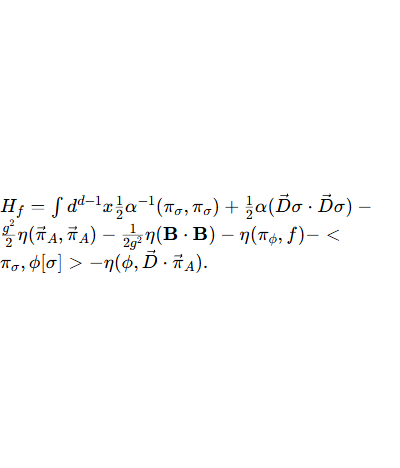 $H_f = \int d^{d-1}x \frac{1}{2}\alpha^{-1}(\pi_\sigma, \pi_\sigma) + \frac{1}{2}\alpha(\vec{D}\sigma \cdot \vec{D}\sigma) -$
$\frac{g^2}{2}\eta(\vec{\pi}_A, \vec{\pi}_A) - \frac{1}{2g^2}\eta(\mathbf{B} \cdot \mathbf{B}) - \eta(\pi_\phi, f) - <$
$\pi_\sigma, \phi[\sigma] > -\eta(\phi, \vec{D} \cdot \vec{\pi}_A).$